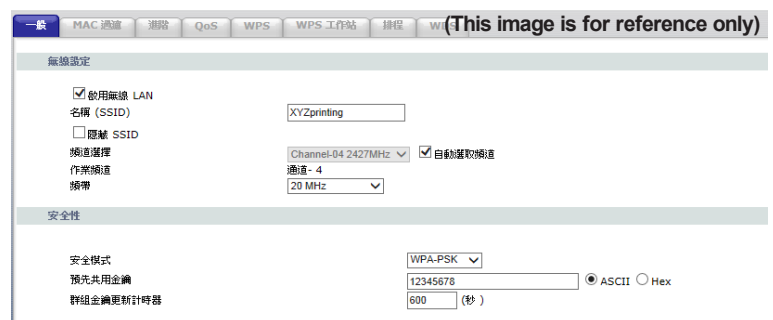 一般 MAC 過濾 進階 QoS WPS WPS 工作站 排程 (This image is for reference only)
無線設定
啟用無線 LAN
名稱 (SSID) XYZprinting
隱藏 SSID
頻道選擇 Channel-04 2427MHz 自動選取頻道
作業頻道 通道- 4
頻帶 20 MHz
安全性
安全模式 WPA-PSK
預先共用金鑰 12345678 ASCII Hex
群組金鑰更新計時器 600 (秒 )